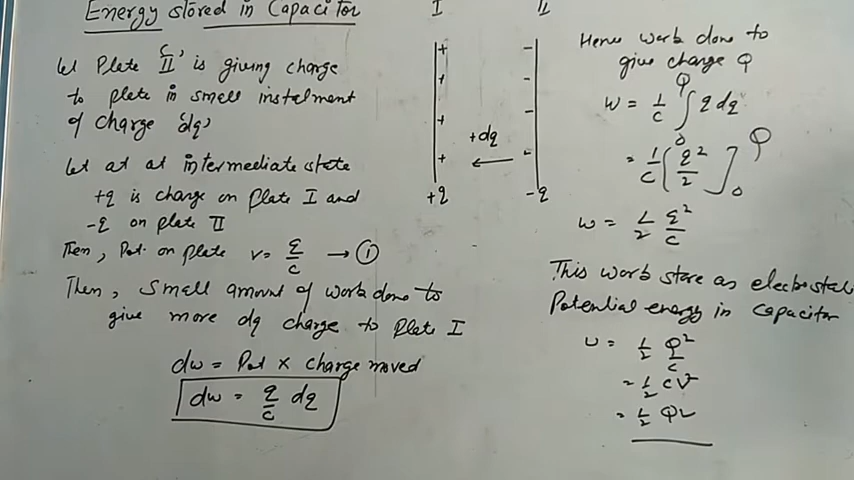 Energy stored in Capacitor
Let Plate 'II' is giving charge
to plate in small instalment
of charge 'dq'
Let at at intermediate state
+q is charge on plate I and
-q on plate II
Then, Pot. on plate v = q/c → ①
Then, small amount of work done to
give more dq charge to Plate I
dw = Pot × charge moved
dw = q/c dq
I II
+ -
+ -
+ -
+dq
+ -
+q -q
Hence work done to
give charge Q
W = 1/c ∫₀^Q q dq
= 1/c [q²/2]₀^Q
w = 1/2 q²/c
This work store as electrostat
Potential energy in capacitor
U = 1/2 Q²/c
= 1/2 CV²
= 1/2 QV